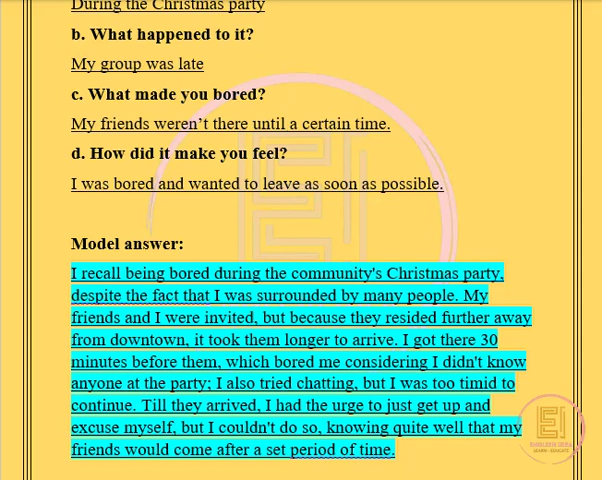 During the Christmas party
b. What happened to it?
My group was late
c. What made you bored?
My friends weren’t there until a certain time.
d. How did it make you feel?
I was bored and wanted to leave as soon as possible.
Model answer:
I recall being bored during the community's Christmas party,
despite the fact that I was surrounded by many people. My
friends and I were invited, but because they resided further away
from downtown, it took them longer to arrive. I got there 30
minutes before them, which bored me considering I didn't know
anyone at the party; I also tried chatting, but I was too timid to
continue. Till they arrived, I had the urge to just get up and
excuse myself, but I couldn't do so, knowing quite well that my
friends would come after a set period of time.